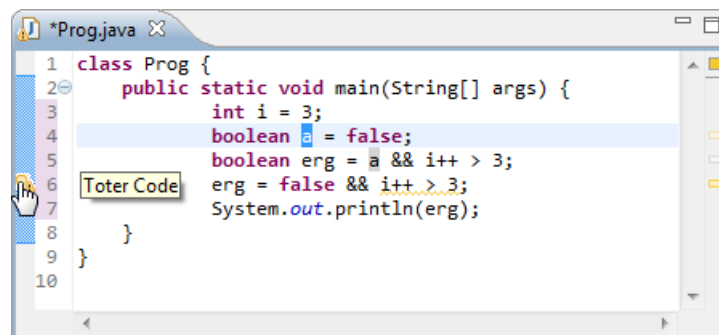 *Prog.java
1 class Prog {
2 public static void main(String[] args) {
3 int i = 3;
4 boolean a = false;
5 boolean erg = a && i++ > 3;
6 Toter Code erg = false && i++ > 3;
7 System.out.println(erg);
8 }
9 }
10